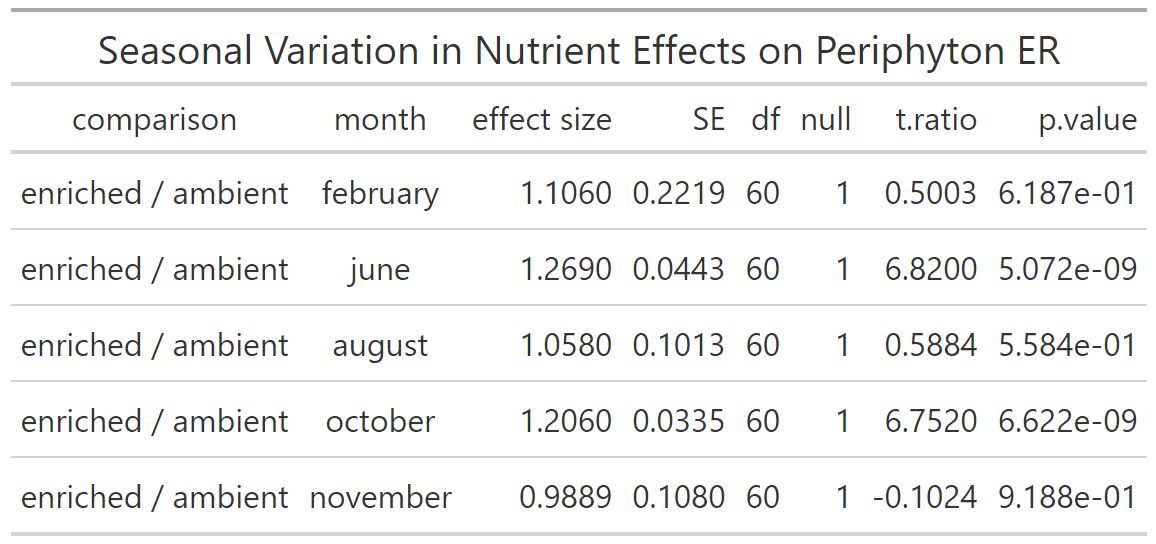 Seasonal Variation in Nutrient Effects on Periphyton ER
comparison month effect size SE df null t.ratio p.value
enriched / ambient february 1.1060 0.2219 60 1 0.5003 6.187e-01
enriched / ambient june 1.2690 0.0443 60 1 6.8200 5.072e-09
enriched / ambient august 1.0580 0.1013 60 1 0.5884 5.584e-01
enriched / ambient october 1.2060 0.0335 60 1 6.7520 6.622e-09
enriched / ambient november 0.9889 0.1080 60 1 -0.1024 9.188e-01